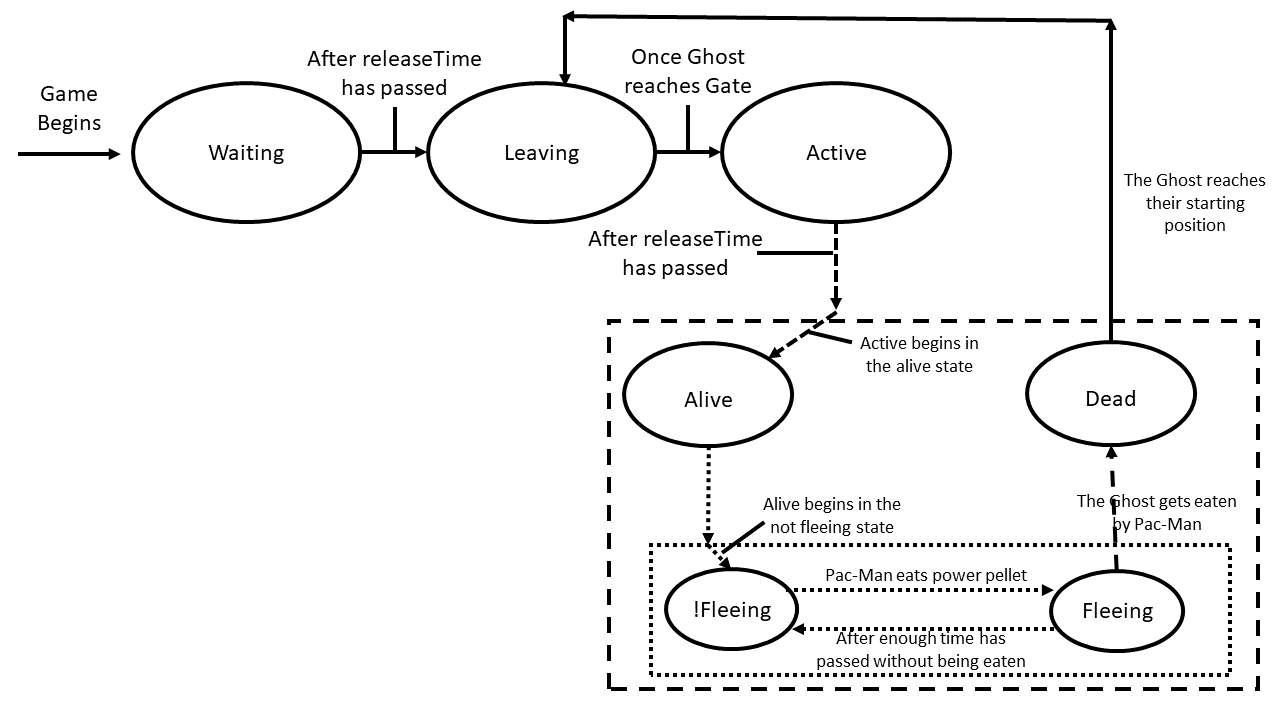 Game
Begins
Waiting
After releaseTime
has passed
Leaving
Once Ghost
reaches Gate
Active
The Ghost reaches
their starting
position
After releaseTime
has passed
Active begins in
the alive state
Alive
Dead
Alive begins in the
not fleeing state
The Ghost gets eaten
by Pac-Man
!Fleeing
Pac-Man eats power pellet
After enough time has
passed without being eaten
Fleeing